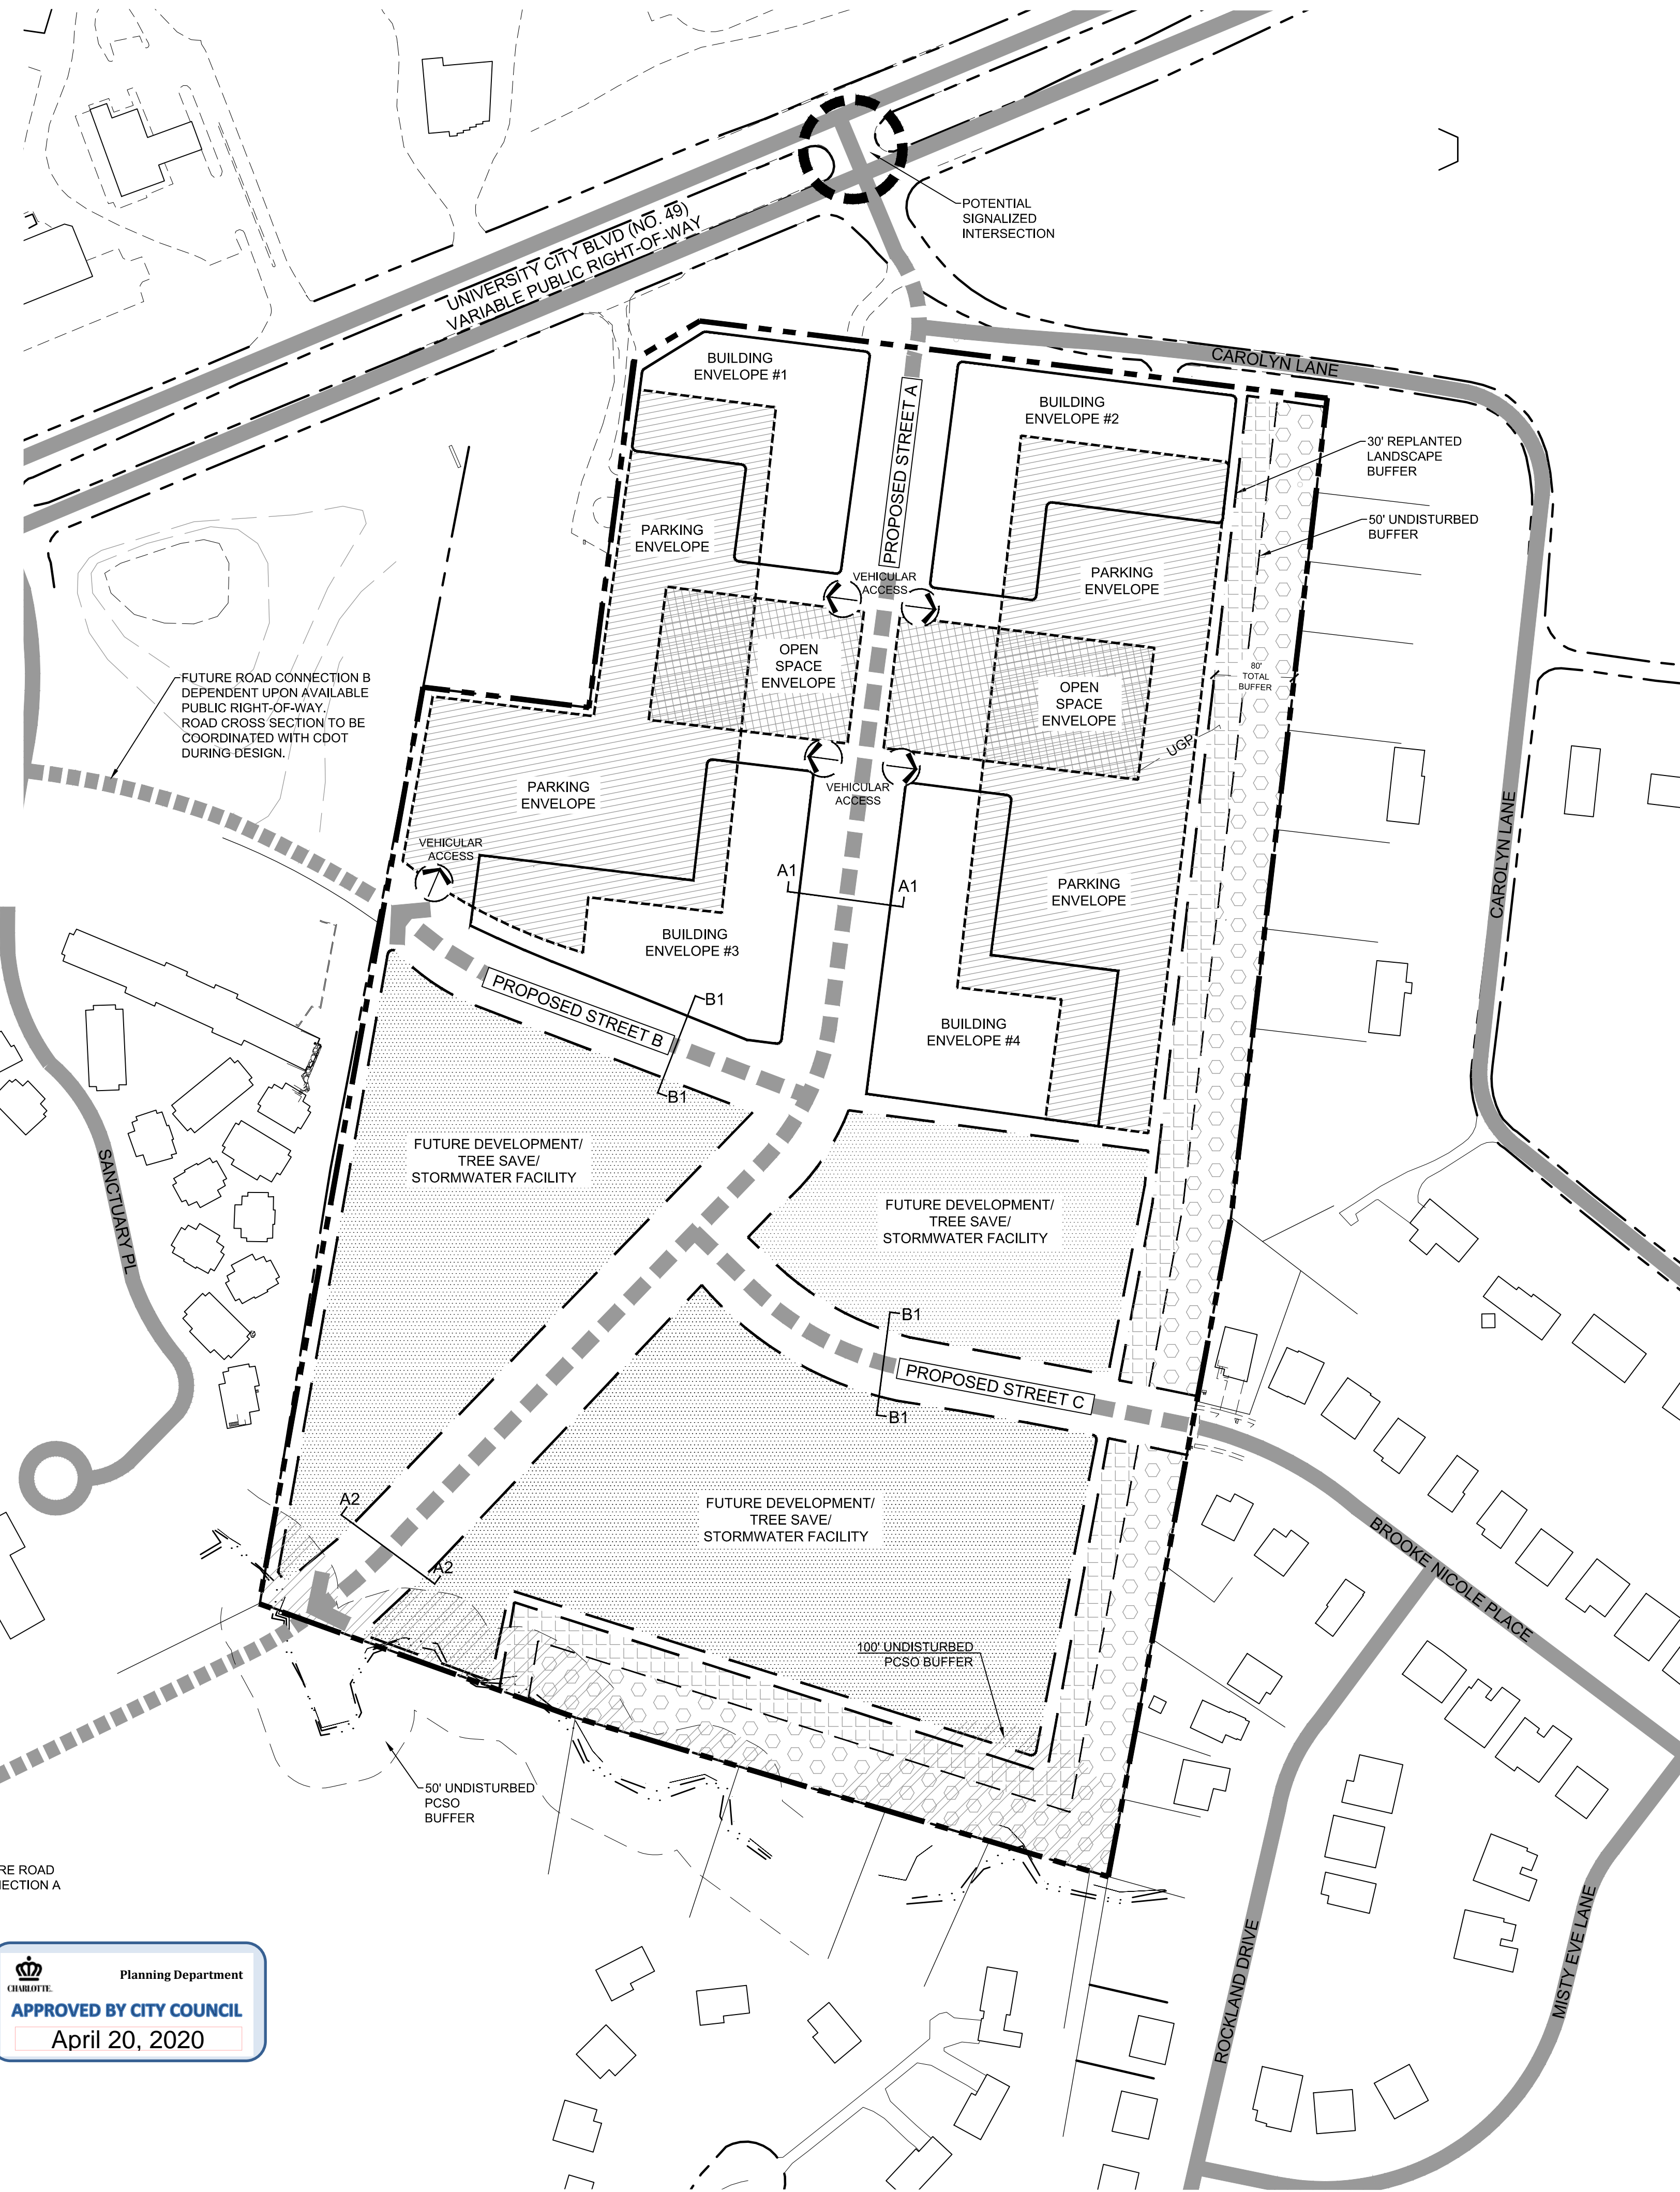 POTENTIAL
SIGNALIZED
INTERSECTION
UNIVERSITY CITY BLVD (NO. 49)
VARIABLE PUBLIC RIGHT-OF-WAY
CAROLYN LANE
BUILDING
ENVELOPE #1
BUILDING
ENVELOPE #2
PROPOSED STREET A
30' REPLANTED
LANDSCAPE
BUFFER
50' UNDISTURBED
BUFFER
PARKING
ENVELOPE
PARKING
ENVELOPE
VEHICULAR
ACCESS
OPEN
SPACE
ENVELOPE
OPEN
SPACE
ENVELOPE
80'
TOTAL
BUFFER
UGP
FUTURE ROAD CONNECTION B
DEPENDENT UPON AVAILABLE
PUBLIC RIGHT-OF-WAY.
ROAD CROSS SECTION TO BE
COORDINATED WITH CDOT
DURING DESIGN.
PARKING
ENVELOPE
VEHICULAR
ACCESS
VEHICULAR
ACCESS
CAROLYN LANE
A1
A1
PARKING
ENVELOPE
BUILDING
ENVELOPE #3
PROPOSED STREET B
B1
B1
BUILDING
ENVELOPE #4
SANCTUARY PL
FUTURE DEVELOPMENT/
TREE SAVE/
STORMWATER FACILITY
FUTURE DEVELOPMENT/
TREE SAVE/
STORMWATER FACILITY
B1
PROPOSED STREET C
B1
A2
A2
FUTURE DEVELOPMENT/
TREE SAVE/
STORMWATER FACILITY
BROOKE NICOLE PLACE
100' UNDISTURBED
PCSO BUFFER
50' UNDISTURBED
PCSO
BUFFER
RE ROAD
NECTION A
ROCKLAND DRIVE
MISTY EVE LANE
CHARLOTTE.
Planning Department
APPROVED BY CITY COUNCIL
April 20, 2020